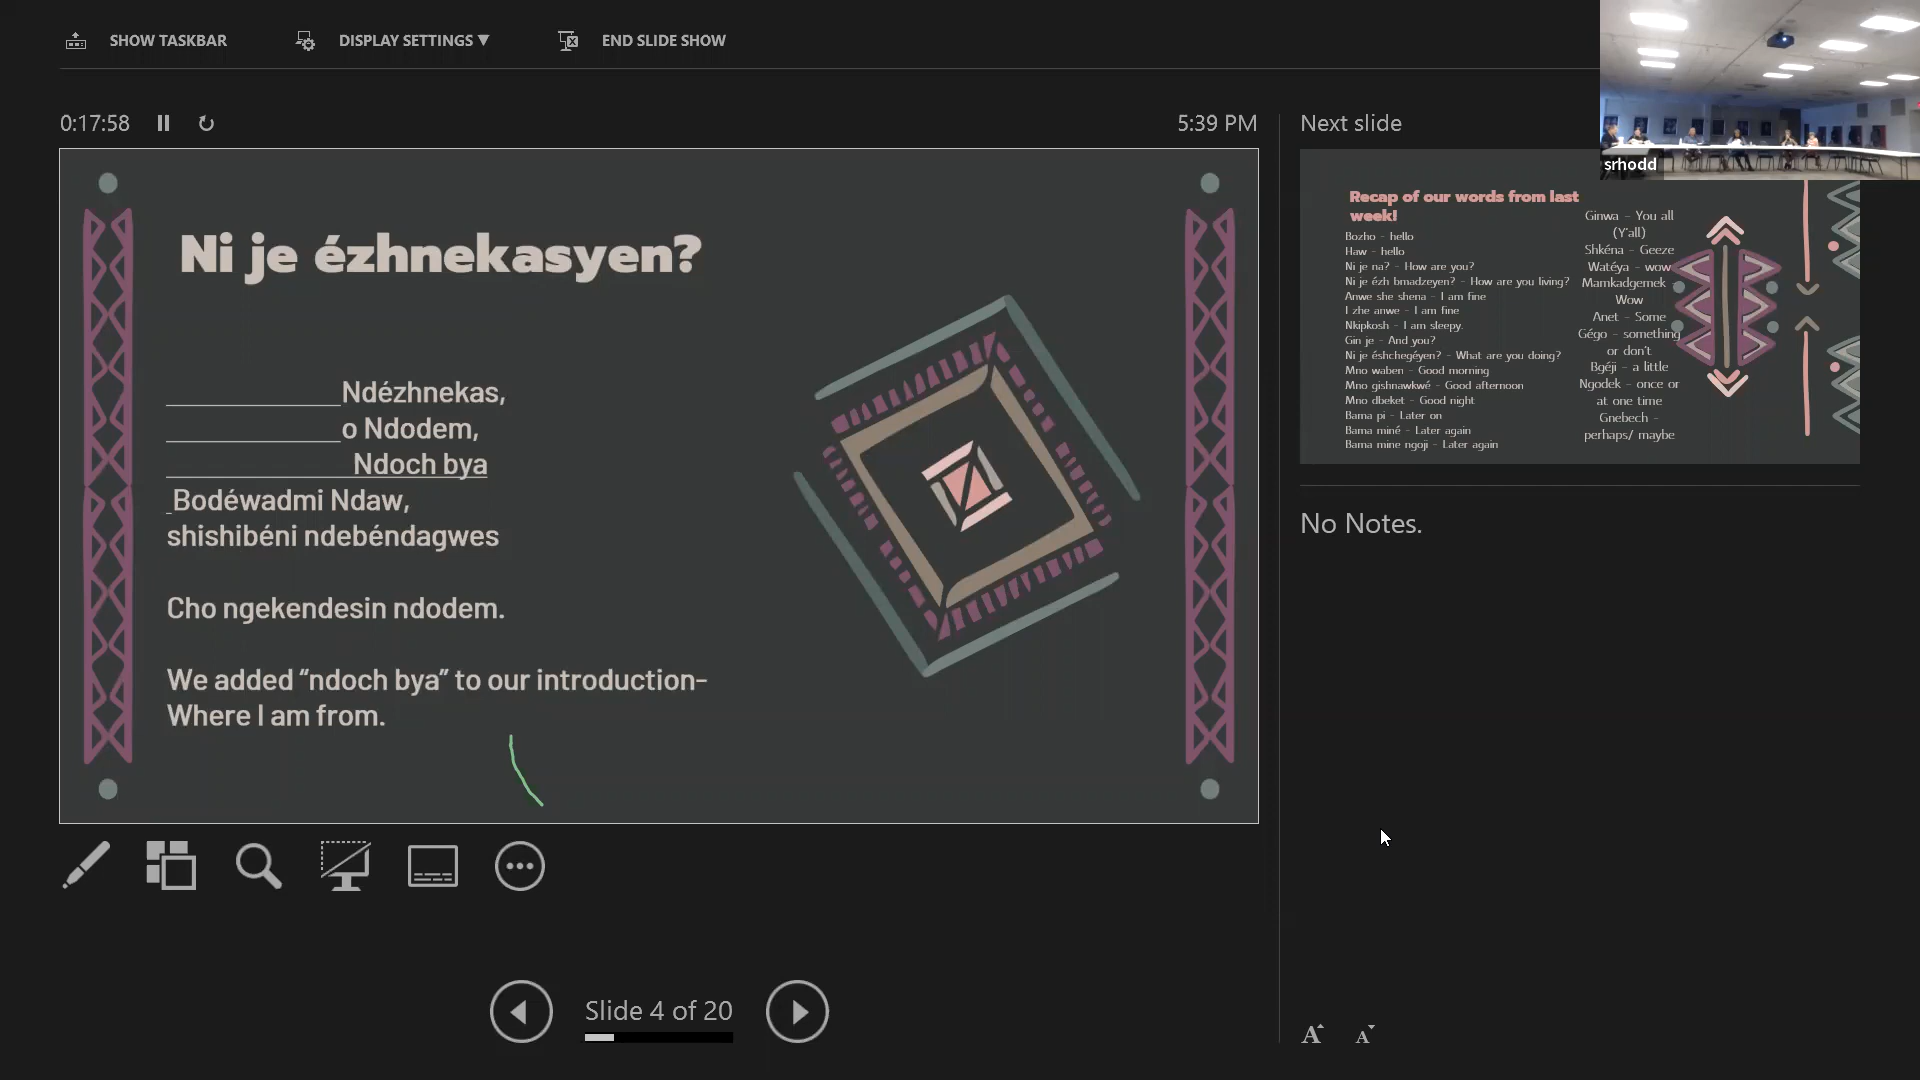 SHOW TASKBAR
DISPLAY SETTINGS ▼
END SLIDE SHOW
0:17:58
5:39 PM
Ni je ézhnekasyen?
_____________Ndézhnekas,
_____________o Ndodem,
______________Ndoch bya
_Bodéwadmi Ndaw,
shishibéni ndebéndagwes
Cho ngekendesin ndodem.
We added “ndoch bya” to our introduction-
Where I am from.
Slide 4 of 20
Next slide
srhodd
Recap of our words from last
week!
Bozho - hello
Haw - hello
Ni je na? - How are you?
Ni je ézh bmadzeyen? - How are you living?
Anwe she shena - I am fine
I zhe anwe - I am fine
Nkipkosh - I am sleepy.
Gin je - And you?
Ni je éshchegéyen? - What are you doing?
Mno waben - Good morning
Mno gishnawkwé - Good afternoon
Mno dbeket - Good night
Bama pi - Later on
Bama miné - Later again
Bama mine ngoji - Later again
Ginwa - You all
(Y'all)
Shkéna - Geeze
Watéya - wow
Mamkadgemek -
Wow
Anet - Some
Gégo - something
or don't
Bgéji - a little
Ngodek - once or
at one time
Gnebech -
perhaps/ maybe
No Notes.
A
A